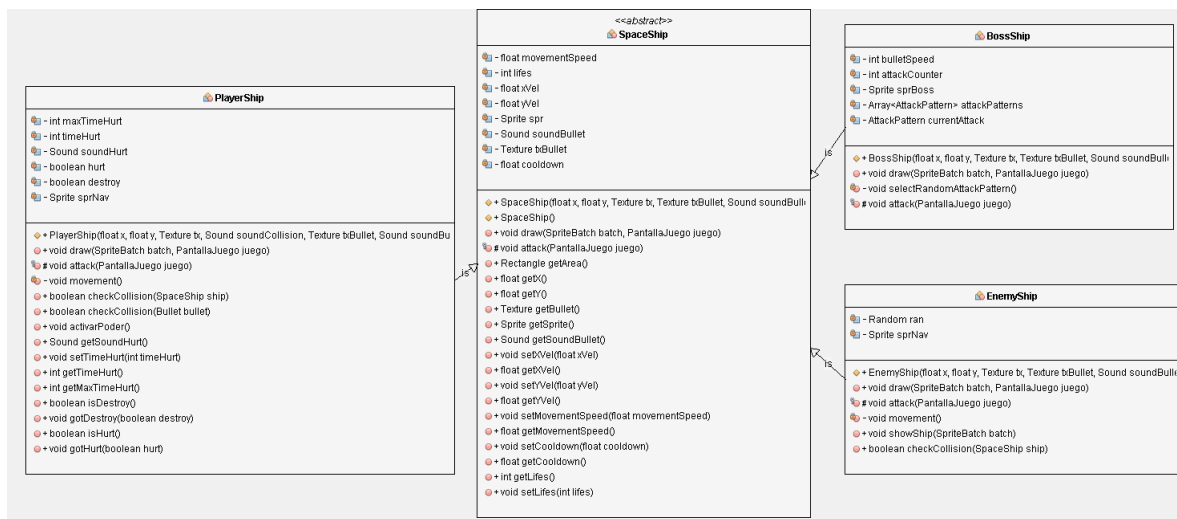 PlayerShip
- int maxTimeHurt
- int timeHurt
- Sound soundHurt
- boolean hurt
- boolean destroy
- Sprite sprNav
+ PlayerShip(float x, float y, Texture tx, Sound soundCollision, Texture txBullet, Sound soundBu
+ void draw(SpriteBatch batch, PantallaJuego juego)
# void attack(PantallaJuego juego)
- void movement()
+ boolean checkCollision(SpaceShip ship)
+ boolean checkCollision(Bullet bullet)
+ void activarPoder()
+ Sound getSoundHurt()
+ void setTimeHurt(int timeHurt)
+ int getTimeHurt()
+ int getMaxTimeHurt()
+ boolean isDestroy()
+ void gotDestroy(boolean destroy)
+ boolean isHurt()
+ void gotHurt(boolean hurt)
is
<<abstract>>
SpaceShip
- float movementSpeed
- int lifes
- float xVel
- float yVel
- Sprite spr
- Sound soundBullet
- Texture txBullet
- float cooldown
+ SpaceShip(float x, float y, Texture tx, Texture txBullet, Sound soundBull
+ SpaceShip()
+ void draw(SpriteBatch batch, PantallaJuego juego)
# void attack(PantallaJuego juego)
+ Rectangle getArea()
+ float getX()
+ float getY()
+ Texture getBullet()
+ Sprite getSprite()
+ Sound getSoundBullet()
+ void setXVel(float xVel)
+ float getXVel()
+ void setYVel(float yVel)
+ float getYVel()
+ void setMovementSpeed(float movementSpeed)
+ float getMovementSpeed()
+ void setCooldown(float cooldown)
+ float getCooldown()
+ int getLifes()
+ void setLifes(int lifes)
is
BossShip
- int bulletSpeed
- int attackCounter
- Sprite sprBoss
- Array<AttackPattern> attackPatterns
- AttackPattern currentAttack
+ BossShip(float x, float y, Texture tx, Texture txBullet, Sound soundBulle
+ void draw(SpriteBatch batch, PantallaJuego juego)
- void selectRandomAttackPattern()
# void attack(PantallaJuego juego)
is
EnemyShip
- Random ran
- Sprite sprNav
+ EnemyShip(float x, float y, Texture tx, Texture txBullet, Sound soundBulle
+ void draw(SpriteBatch batch, PantallaJuego juego)
# void attack(PantallaJuego juego)
- void movement()
+ void showShip(SpriteBatch batch)
+ boolean checkCollision(SpaceShip ship)